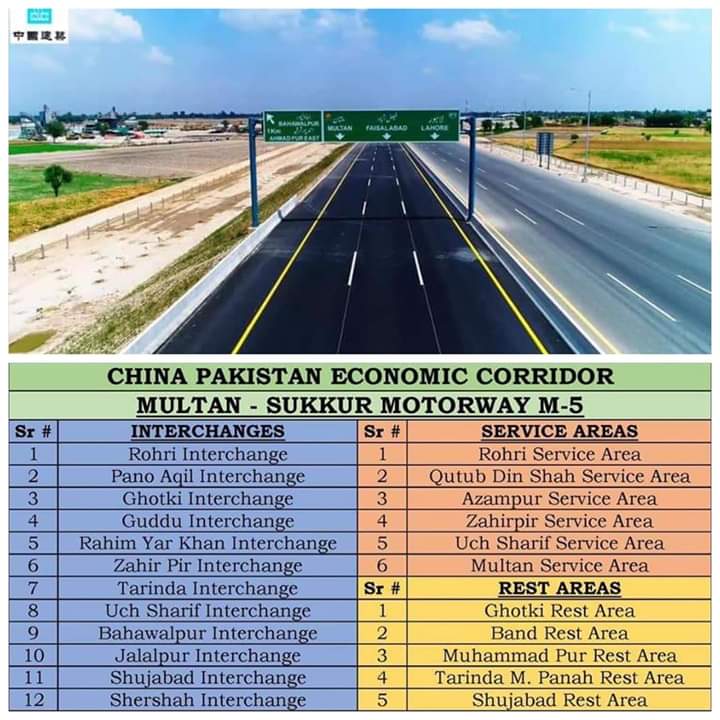 中國建築
BAHAWALPUR
1Km
AHMAD PUR EAST
MULTAN FAISALABAD LAHORE
CHINA PAKISTAN ECONOMIC CORRIDOR
MULTAN - SUKKUR MOTORWAY M-5
Sr # INTERCHANGES Sr # SERVICE AREAS
1 Rohri Interchange 1 Rohri Service Area
2 Pano Aqil Interchange 2 Qutub Din Shah Service Area
3 Ghotki Interchange 3 Azampur Service Area
4 Guddu Interchange 4 Zahirpir Service Area
5 Rahim Yar Khan Interchange 5 Uch Sharif Service Area
6 Zahir Pir Interchange 6 Multan Service Area
7 Tarinda Interchange Sr # REST AREAS
8 Uch Sharif Interchange 1 Ghotki Rest Area
9 Bahawalpur Interchange 2 Band Rest Area
10 Jalalpur Interchange 3 Muhammad Pur Rest Area
11 Shujabad Interchange 4 Tarinda M. Panah Rest Area
12 Shershah Interchange 5 Shujabad Rest Area